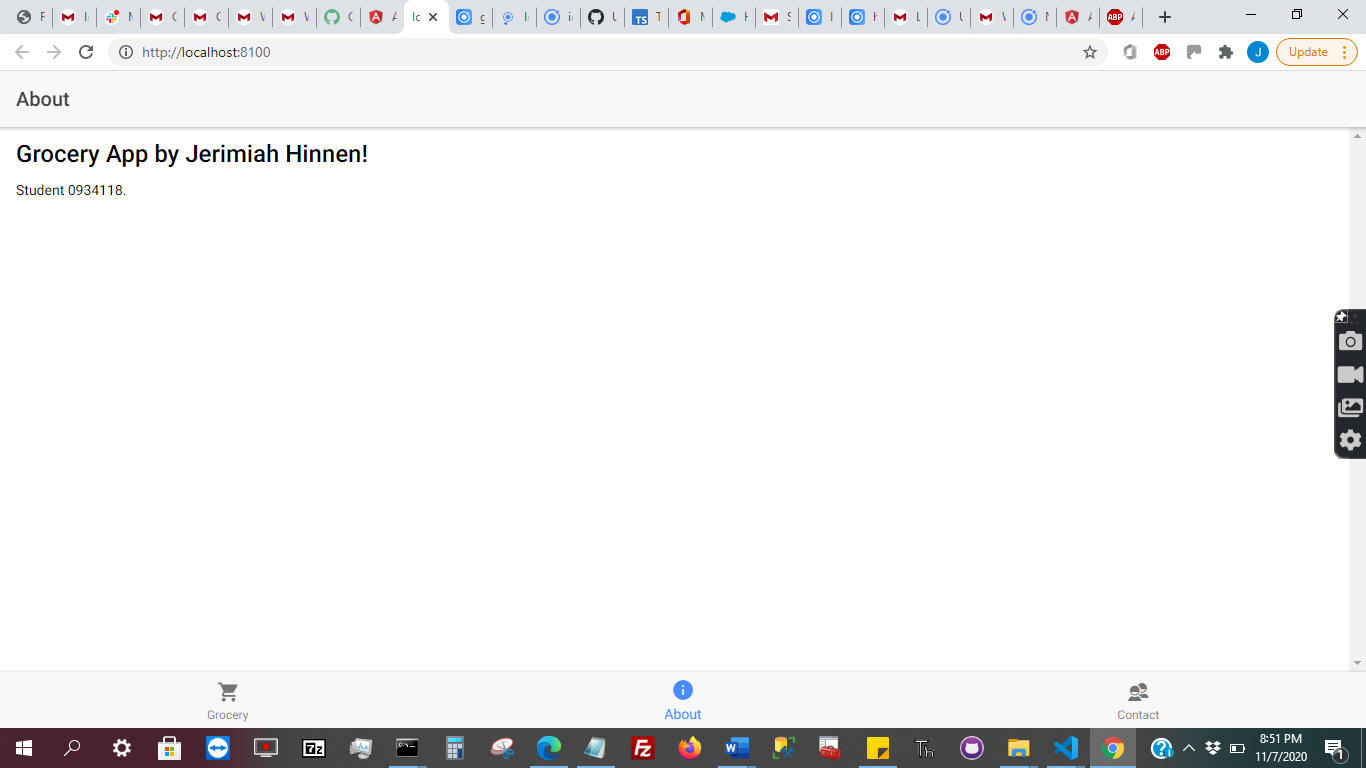 http://localhost:8100
Update
About
Grocery App by Jerimiah Hinnen!
Student 0934118.
Grocery
About
Contact
8:51 PM
11/7/2020